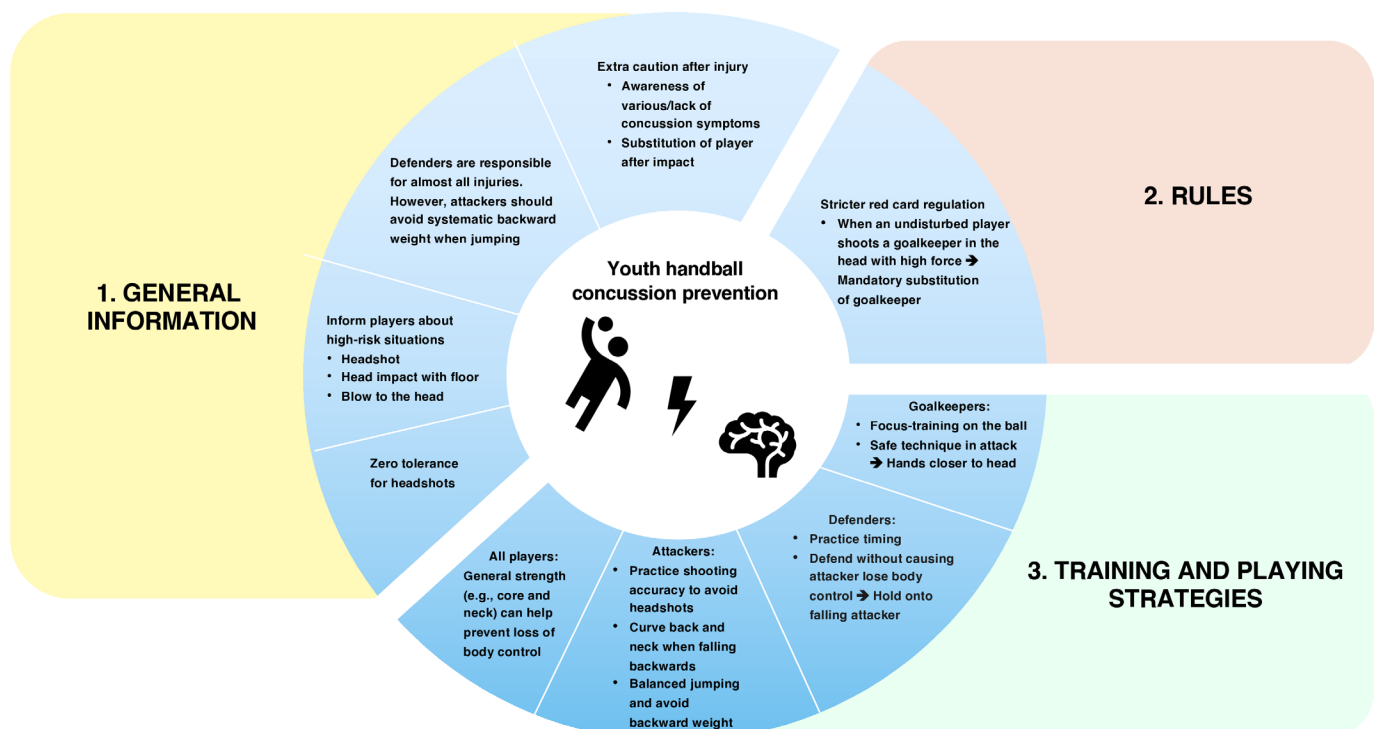 1. GENERAL
INFORMATION
Extra caution after injury
• Awareness of
various/lack of
concussion symptoms
• Substitution of player
after impact
Defenders are responsible
for almost all injuries.
However, attackers should
avoid systematic backward
weight when jumping
Inform players about
high-risk situations
• Headshot
• Head impact with floor
• Blow to the head
Zero tolerance
for headshots
Youth handball
concussion prevention
2. RULES
Stricter red card regulation
• When an undisturbed player
shoots a goalkeeper in the
head with high force ➔
Mandatory substitution
of goalkeeper
3. TRAINING AND PLAYING
STRATEGIES
Goalkeepers:
• Focus-training on the ball
• Safe technique in attack
➔ Hands closer to head
Defenders:
• Practice timing
• Defend without causing
attacker lose body
control ➔ Hold onto
falling attacker
Attackers:
• Practice shooting
accuracy to avoid
headshots
• Curve back and
neck when falling
backwards
• Balanced jumping
and avoid
backward weight
All players:
General strength
(e.g., core and
neck) can help
prevent loss of
body control